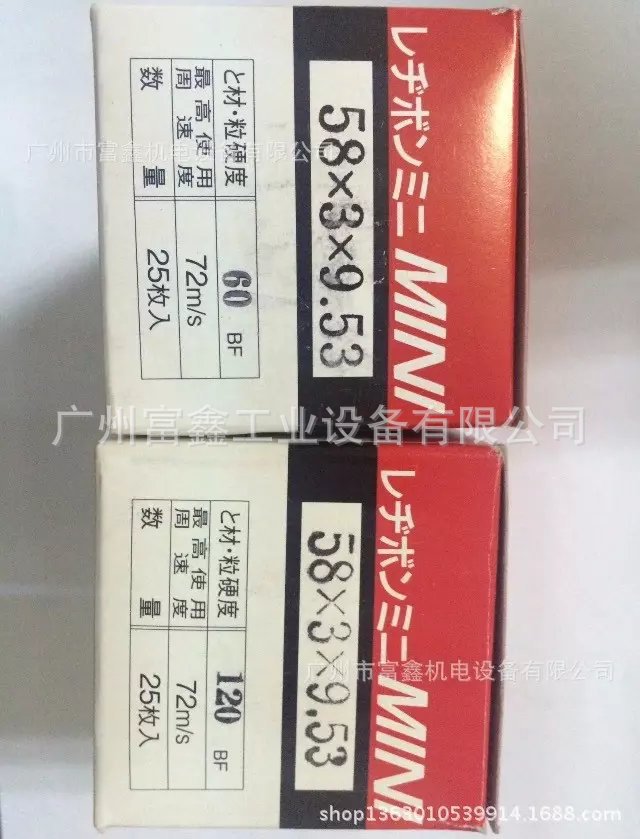 レヂボンミニ MINI
58×3×9.53
と材・粒硬度 60 BF
最高使用周速度 72m/s
数量 25枚入
广州市富鑫机电设备有限公司
广州富鑫工业设备有限公司
レヂボンミニ MINI
58×3×9.53
と材・粒硬度 120 BF
最高使用周速度 72m/s
数量 25枚入
广州市富鑫机电设备有限公司
shop1368010539914.1688.com